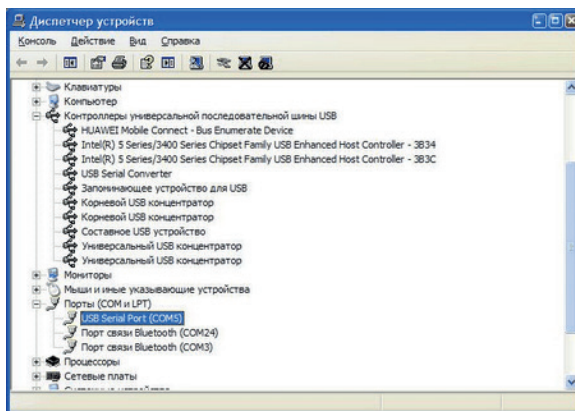 Диспетчер устройств
Консоль Действие Вид Справка
Клавиатуры
Компьютер
Контроллеры универсальной последовательной шины USB
HUAWEI Mobile Connect - Bus Enumerate Device
Intel(R) 5 Series/3400 Series Chipset Family USB Enhanced Host Controller - 3B34
Intel(R) 5 Series/3400 Series Chipset Family USB Enhanced Host Controller - 3B3C
USB Serial Converter
Запоминающее устройство для USB
Корневой USB концентратор
Корневой USB концентратор
Составное USB устройство
Универсальный USB концентратор
Универсальный USB концентратор
Мониторы
Мыши и иные указывающие устройства
Порты (COM и LPT)
USB Serial Port (COM5)
Порт связи Bluetooth (COM24)
Порт связи Bluetooth (COM3)
Процессоры
Сетевые платы